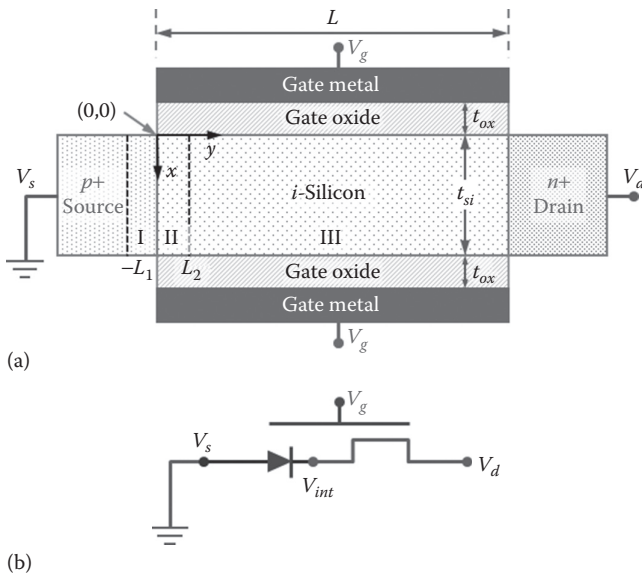 L
V_g
Gate metal
(0,0)
Gate oxide
t_ox
y
V_s
x
p+
Source
i-Silicon
t_si
n+
Drain
V_d
I
II
III
−L_1
L_2
Gate oxide
t_ox
Gate metal
V_g
(a)
V_g
V_s
V_int
V_d
(b)